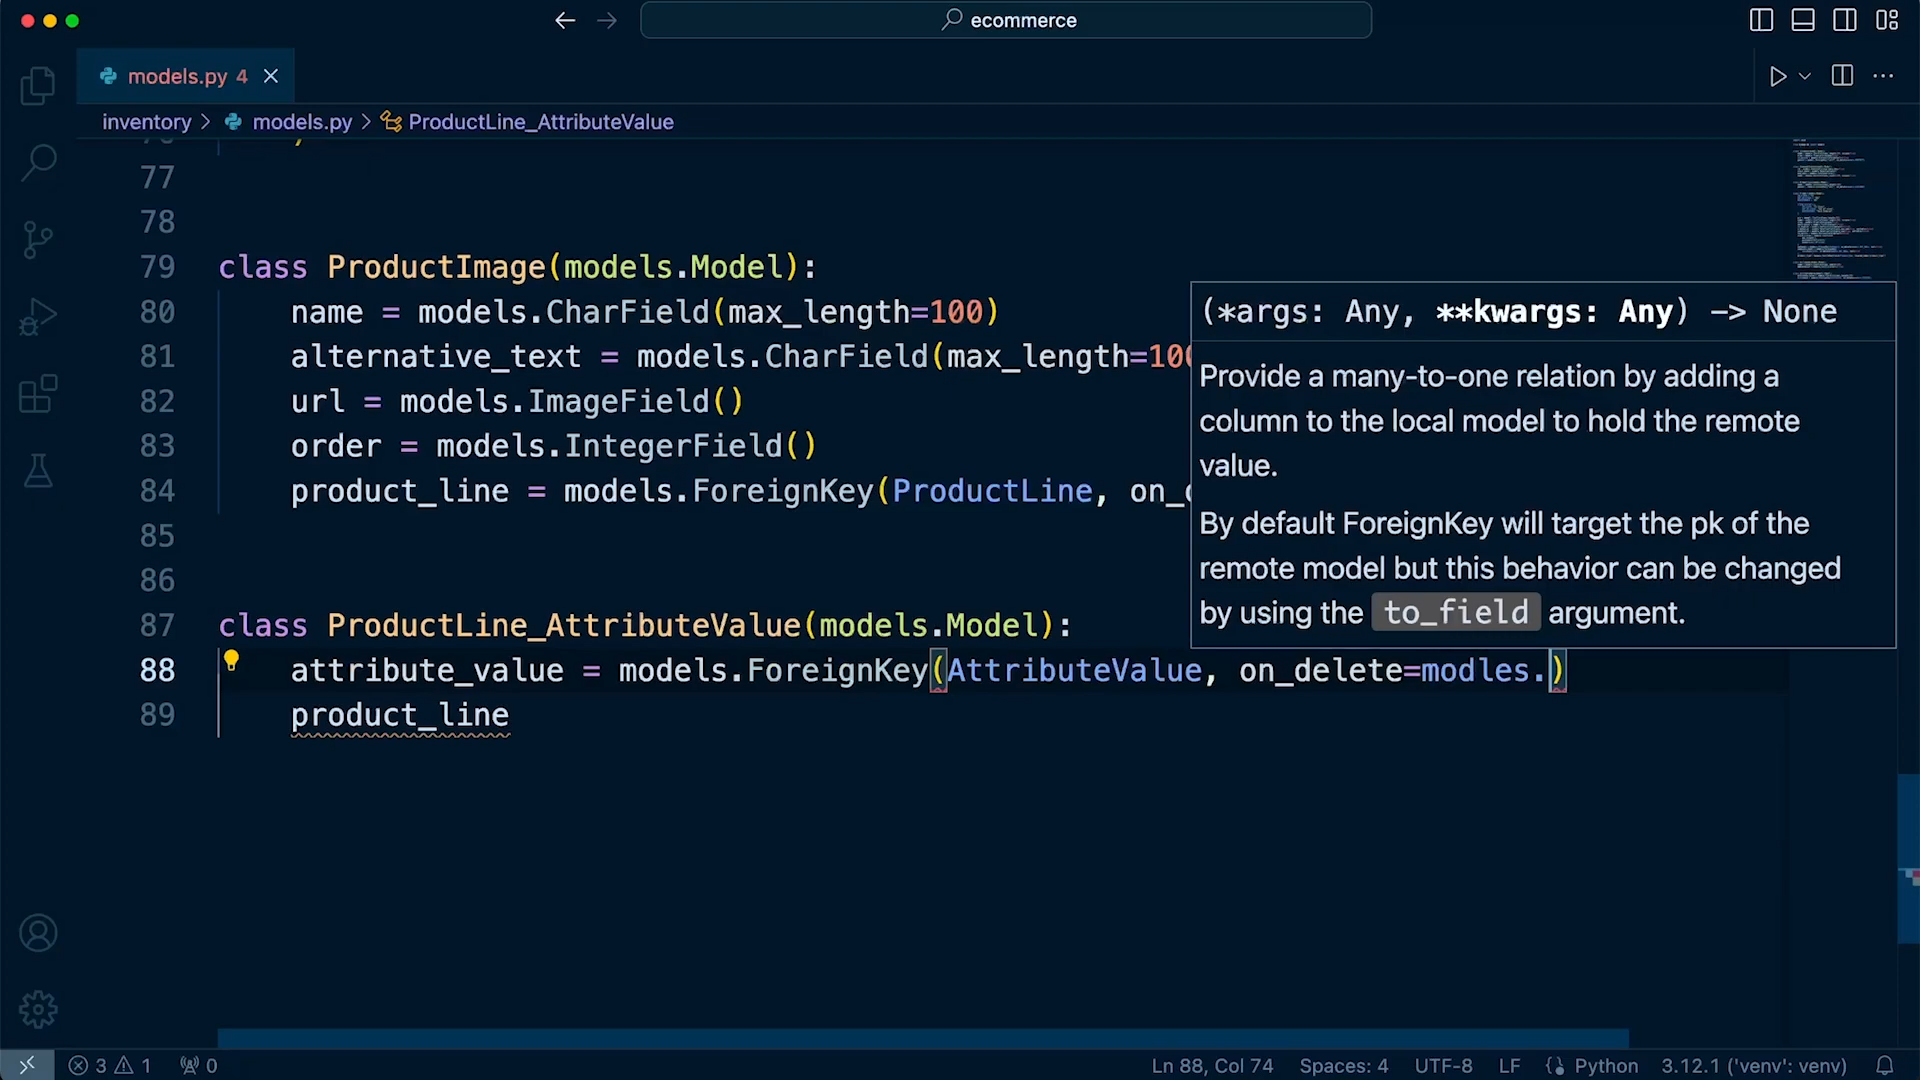 ecommerce
models.py 4
inventory > models.py > ProductLine_AttributeValue
77
78
79 class ProductImage(models.Model):
80 name = models.CharField(max_length=100)
81 alternative_text = models.CharField(max_length=100
82 url = models.ImageField()
83 order = models.IntegerField()
84 product_line = models.ForeignKey(ProductLine, on_
85
86
87 class ProductLine_AttributeValue(models.Model):
88 attribute_value = models.ForeignKey(AttributeValue, on_delete=modles.)
89 product_line
(*args: Any, **kwargs: Any) -> None
Provide a many-to-one relation by adding a
column to the local model to hold the remote
value.
By default ForeignKey will target the pk of the
remote model but this behavior can be changed
by using the to_field argument.
3 1 0 Ln 88, Col 74 Spaces: 4 UTF-8 LF Python 3.12.1 ('venv': venv)